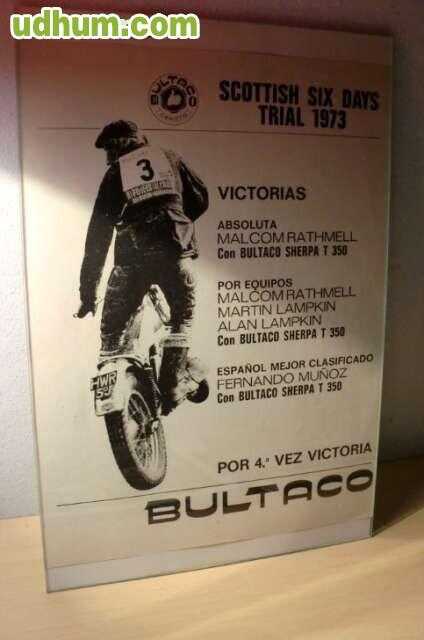 udhum.com
BULTACO
SCOTTISH SIX DAYS
TRIAL 1973
3
VICTORIAS
ABSOLUTA
MALCOM RATHMELL
Con BULTACO SHERPA T 350
POR EQUIPOS
MALCOM RATHMELL
MARTIN LAMPKIN
ALAN LAMPKIN
Con BULTACO SHERPA T 350
ESPAÑOL MEJOR CLASIFICADO
FERNANDO MUÑOZ
Con BULTACO SHERPA T 350
HWR
POR 4.ª VEZ VICTORIA
BULTACO